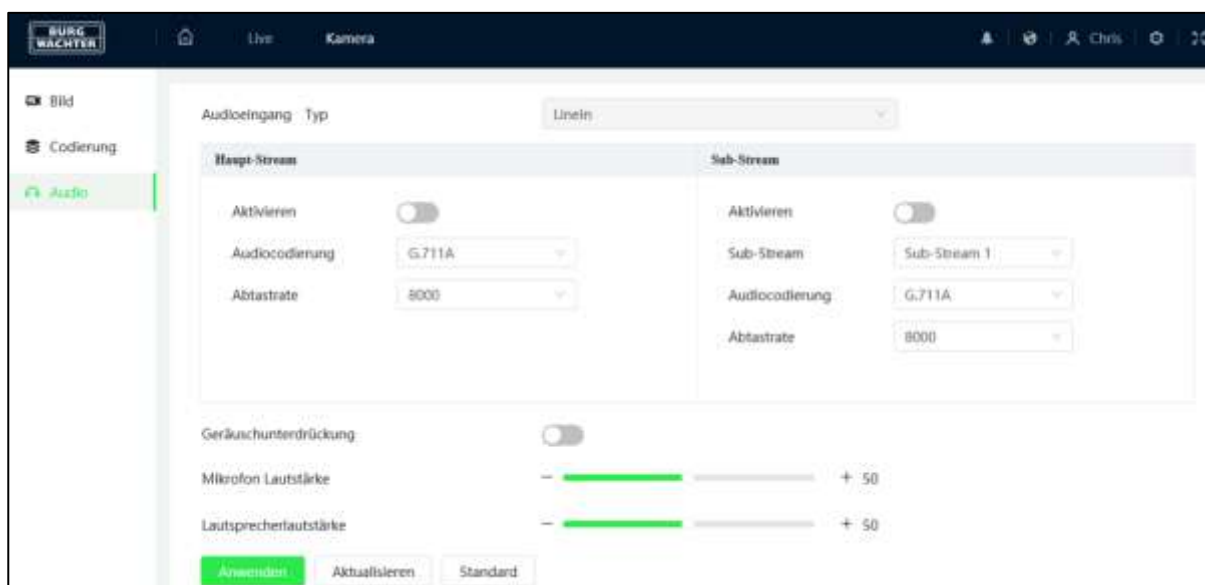 BURG WÄCHTER
Live
Kamera
Chris
Bild
Codierung
Audio
Audioeingang Typ
LineIn
Haupt-Stream
Aktivieren
Audiocodierung
G.711A
Abtastrate
8000
Sub-Stream
Aktivieren
Sub-Stream
Sub-Stream 1
Audiocodierung
G.711A
Abtastrate
8000
Geräuschunterdrückung
Mikrofon Lautstärke
− + 50
Lautsprecherlautstärke
− + 50
Anwenden
Aktualisieren
Standard